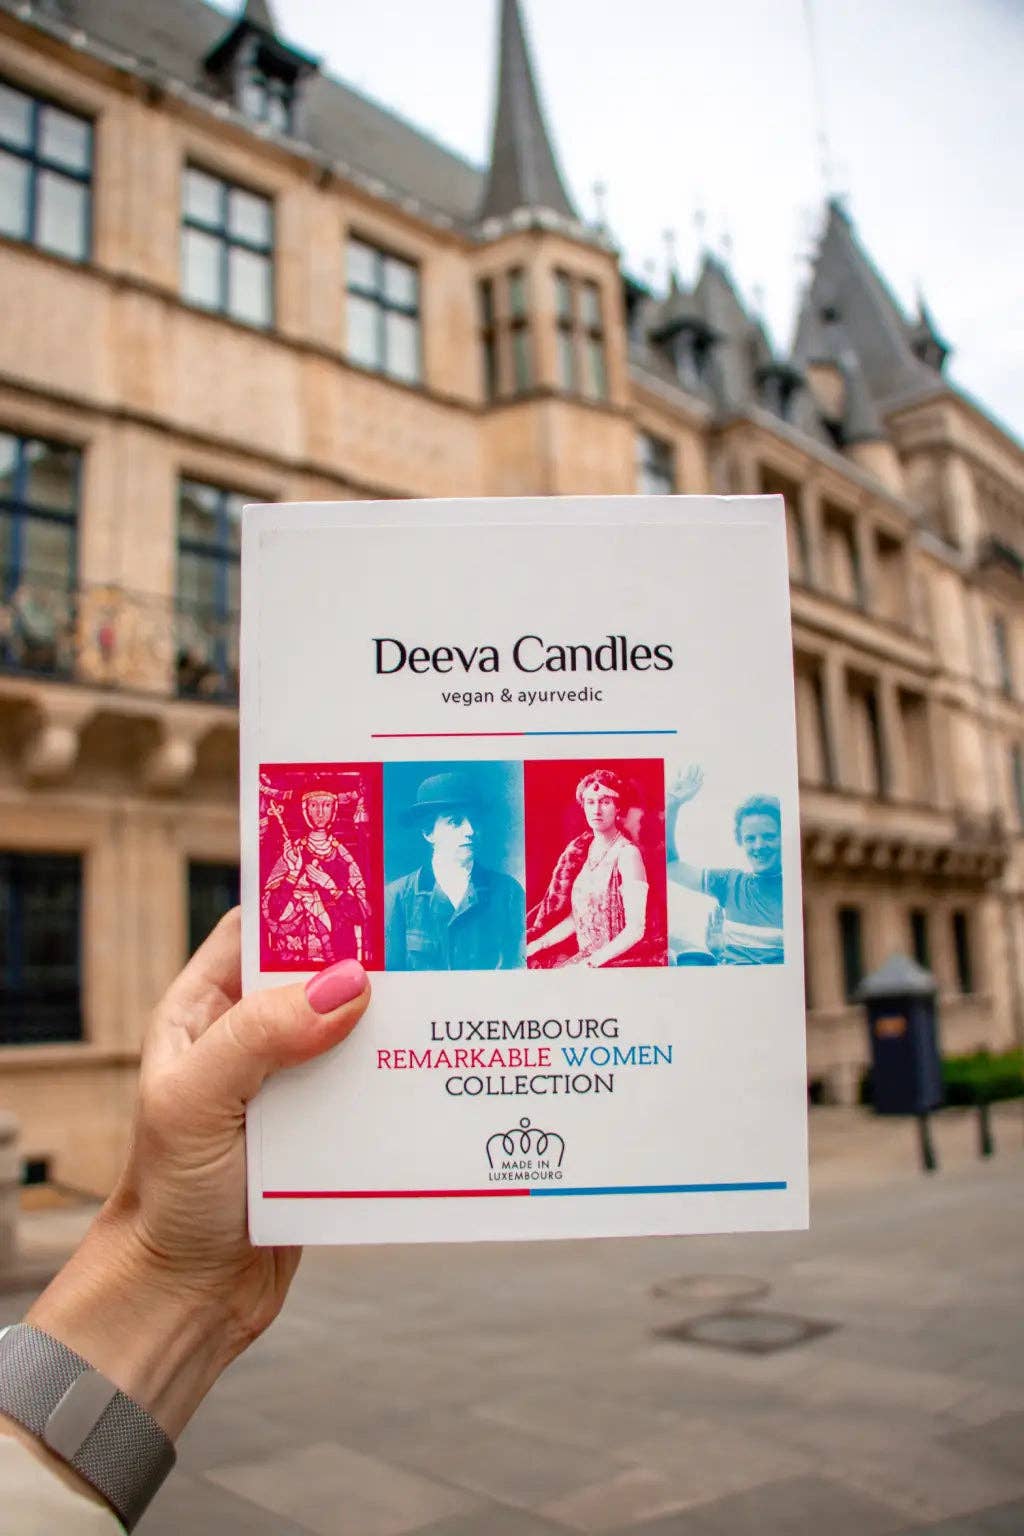 Deeva Candles
vegan & ayurvedic
LUXEMBOURG
REMARKABLE WOMEN
COLLECTION
MADE IN
LUXEMBOURG